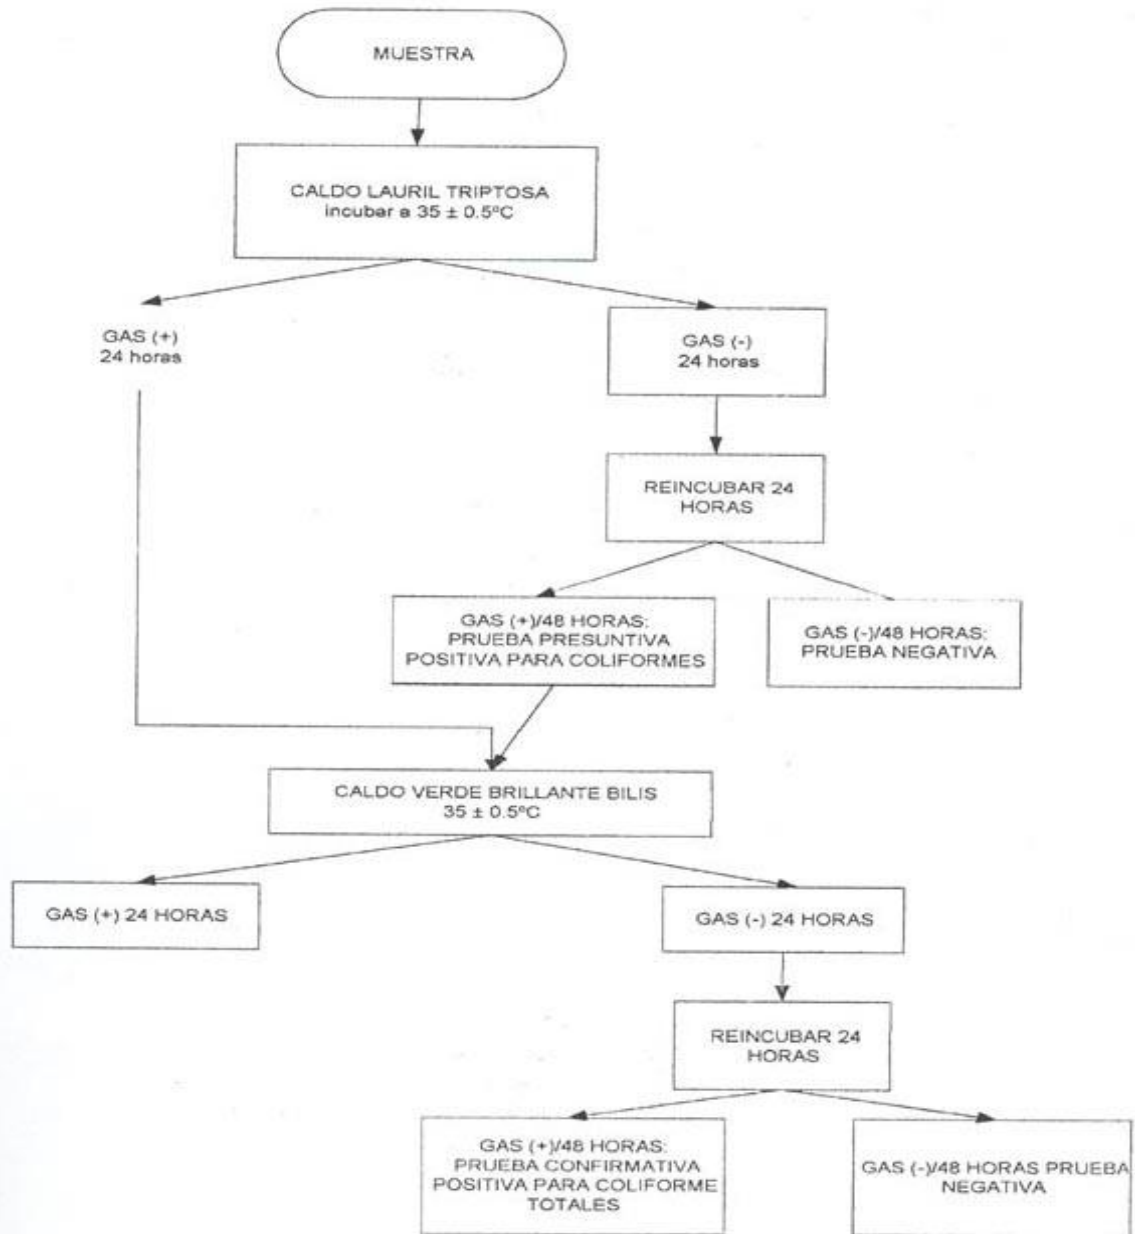 MUESTRA
CALDO LAURIL TRIPTOSA
incubar a 35 ± 0.5ºC
GAS (+)
24 horas
GAS (-)
24 horas
REINCUBAR 24
HORAS
GAS (+)/48 HORAS:
PRUEBA PRESUNTIVA
POSITIVA PARA COLIFORMES
GAS (-)/48 HORAS:
PRUEBA NEGATIVA
CALDO VERDE BRILLANTE BILIS
35 ± 0.5ºC
GAS (+) 24 HORAS
GAS (-) 24 HORAS
REINCUBAR 24
HORAS
GAS (+)/48 HORAS:
PRUEBA CONFIRMATIVA
POSITIVA PARA COLIFORME
TOTALES
GAS (-)/48 HORAS PRUEBA
NEGATIVA